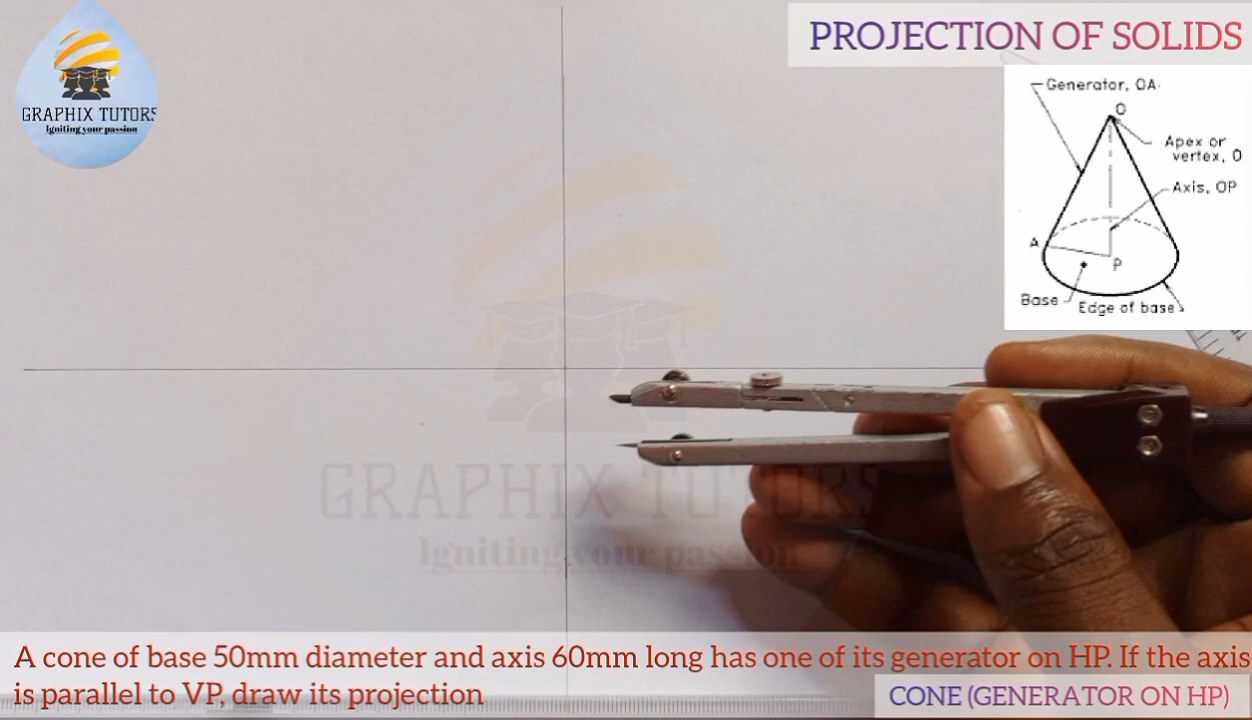 PROJECTION OF SOLIDS
GRAPHIX TUTORS
Igniting your passion
Generator, OA
O
Apex or
vertex, O
Axis, OP
A
P
Base
Edge of base
GRAPHIX TUTORS
Igniting your passion
A cone of base 50mm diameter and axis 60mm long has one of its generator on HP. If the axis
is parallel to VP, draw its projection
CONE (GENERATOR ON HP)